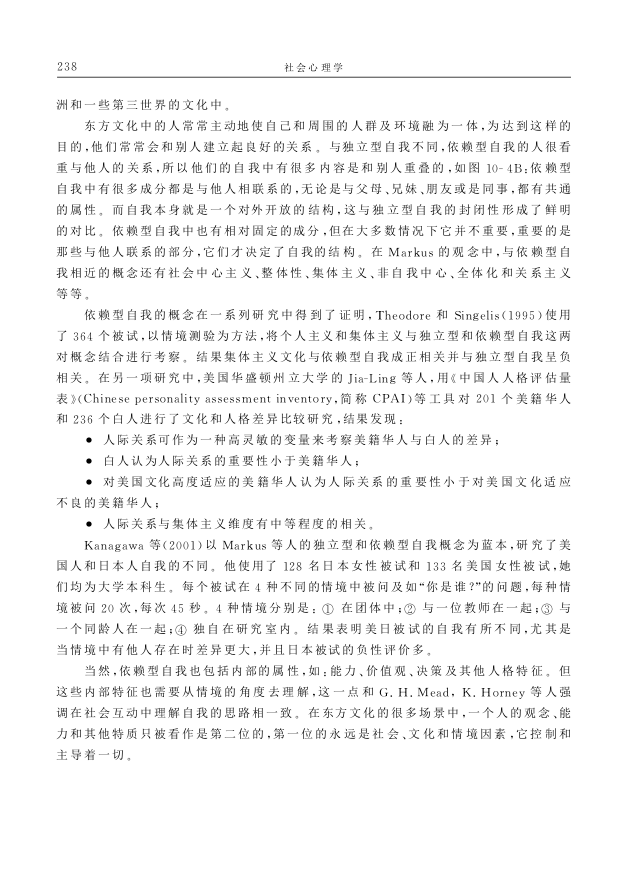 238
社会心理学
洲和一些第三世界的文化中。
东方文化中的人常常主动地使自己和周围的人群及环境融为一体,为达到这样的
目的,他们常常会和别人建立起良好的关系。与独立型自我不同,依赖型自我的人很看
重与他人的关系,所以他们的自我中有很多内容是和别人重叠的,如图 10-4B:依赖型
自我中有很多成分都是与他人相联系的,无论是与父母、兄妹、朋友或是同事,都有共通
的属性。而自我本身就是一个对外开放的结构,这与独立型自我的封闭性形成了鲜明
的对比。依赖型自我中也有相对固定的成分,但在大多数情况下它并不重要,重要的是
那些与他人联系的部分,它们才决定了自我的结构。在 Markus 的观念中,与依赖型自
我相近的概念还有社会中心主义、整体性、集体主义、非自我中心、全体化和关系主义
等等。
依赖型自我的概念在一系列研究中得到了证明,Theodore 和 Singelis(1995)使用
了 364 个被试,以情境测验为方法,将个人主义和集体主义与独立型和依赖型自我这两
对概念结合进行考察。结果集体主义文化与依赖型自我成正相关并与独立型自我呈负
相关。在另一项研究中,美国华盛顿州立大学的 Jia-Ling 等人,用《中国人人格评估量
表》(Chinese personality assessment inventory,简称 CPAI)等工具对 201 个美籍华人
和 236 个白人进行了文化和人格差异比较研究,结果发现:
● 人际关系可作为一种高灵敏的变量来考察美籍华人与白人的差异;
● 白人认为人际关系的重要性小于美籍华人;
● 对美国文化高度适应的美籍华人认为人际关系的重要性小于对美国文化适应
不良的美籍华人;
● 人际关系与集体主义维度有中等程度的相关。
Kanagawa 等(2001)以 Markus 等人的独立型和依赖型自我概念为蓝本,研究了美
国人和日本人自我的不同。他使用了 128 名日本女性被试和 133 名美国女性被试,她
们均为大学本科生。每个被试在 4 种不同的情境中被问及如“你是谁?”的问题,每种情
境被问 20 次,每次 45 秒。4 种情境分别是:① 在团体中;② 与一位教师在一起;③ 与
一个同龄人在一起;④ 独自在研究室内。结果表明美日被试的自我有所不同,尤其是
当情境中有他人存在时差异更大,并且日本被试的负性评价多。
当然,依赖型自我也包括内部的属性,如:能力、价值观、决策及其他人格特征。但
这些内部特征也需要从情境的角度去理解,这一点和 G. H. Mead, K. Horney 等人强
调在社会互动中理解自我的思路相一致。在东方文化的很多场景中,一个人的观念、能
力和其他特质只被看作是第二位的,第一位的永远是社会、文化和情境因素,它控制和
主导着一切。